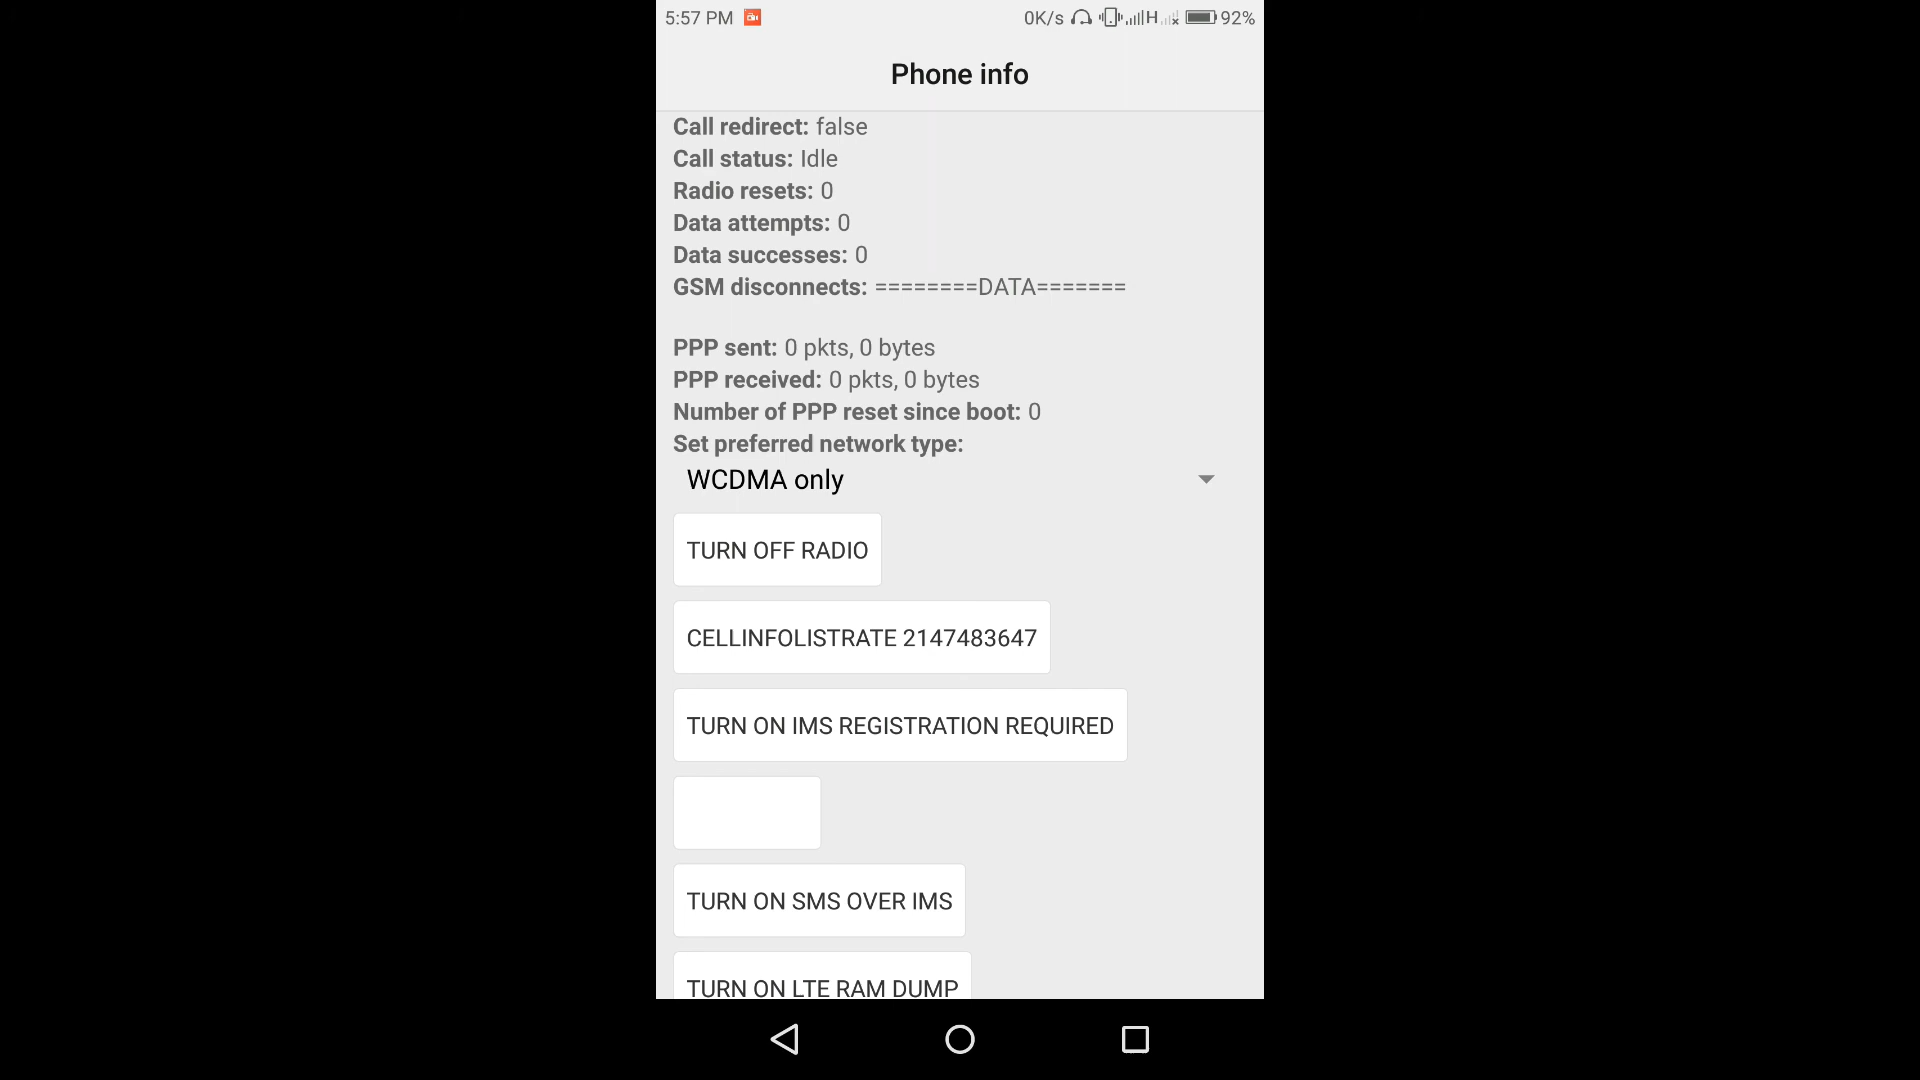 5:57 PM 0K/s H 92%
Phone info
Call redirect: false
Call status: Idle
Radio resets: 0
Data attempts: 0
Data successes: 0
GSM disconnects: ========DATA=======
PPP sent: 0 pkts, 0 bytes
PPP received: 0 pkts, 0 bytes
Number of PPP reset since boot: 0
Set preferred network type:
WCDMA only
TURN OFF RADIO
CELLINFOLISTRATE 2147483647
TURN ON IMS REGISTRATION REQUIRED
TURN ON SMS OVER IMS
TURN ON LTE RAM DUMP